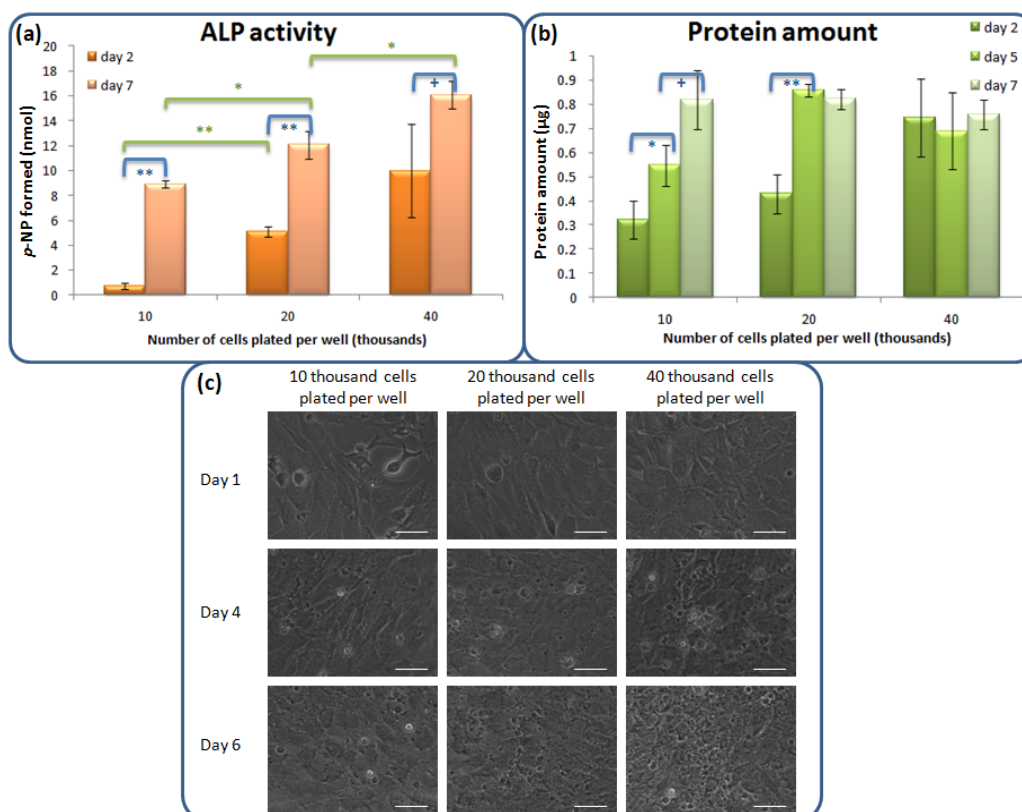 (a)
ALP activity
day 2
day 7
p-NP formed (nmol)
20
18
16
14
12
10
8
6
4
2
0
**
**
**
*
*
+
10
20
40
Number of cells plated per well (thousands)
(b)
Protein amount
day 2
day 5
day 7
Protein amount (µg)
1
0.9
0.8
0.7
0.6
0.5
0.4
0.3
0.2
0.1
0
*
+
**
10
20
40
Number of cells plated per well (thousands)
(c)
10 thousand cells
plated per well
20 thousand cells
plated per well
40 thousand cells
plated per well
Day 1
Day 4
Day 6